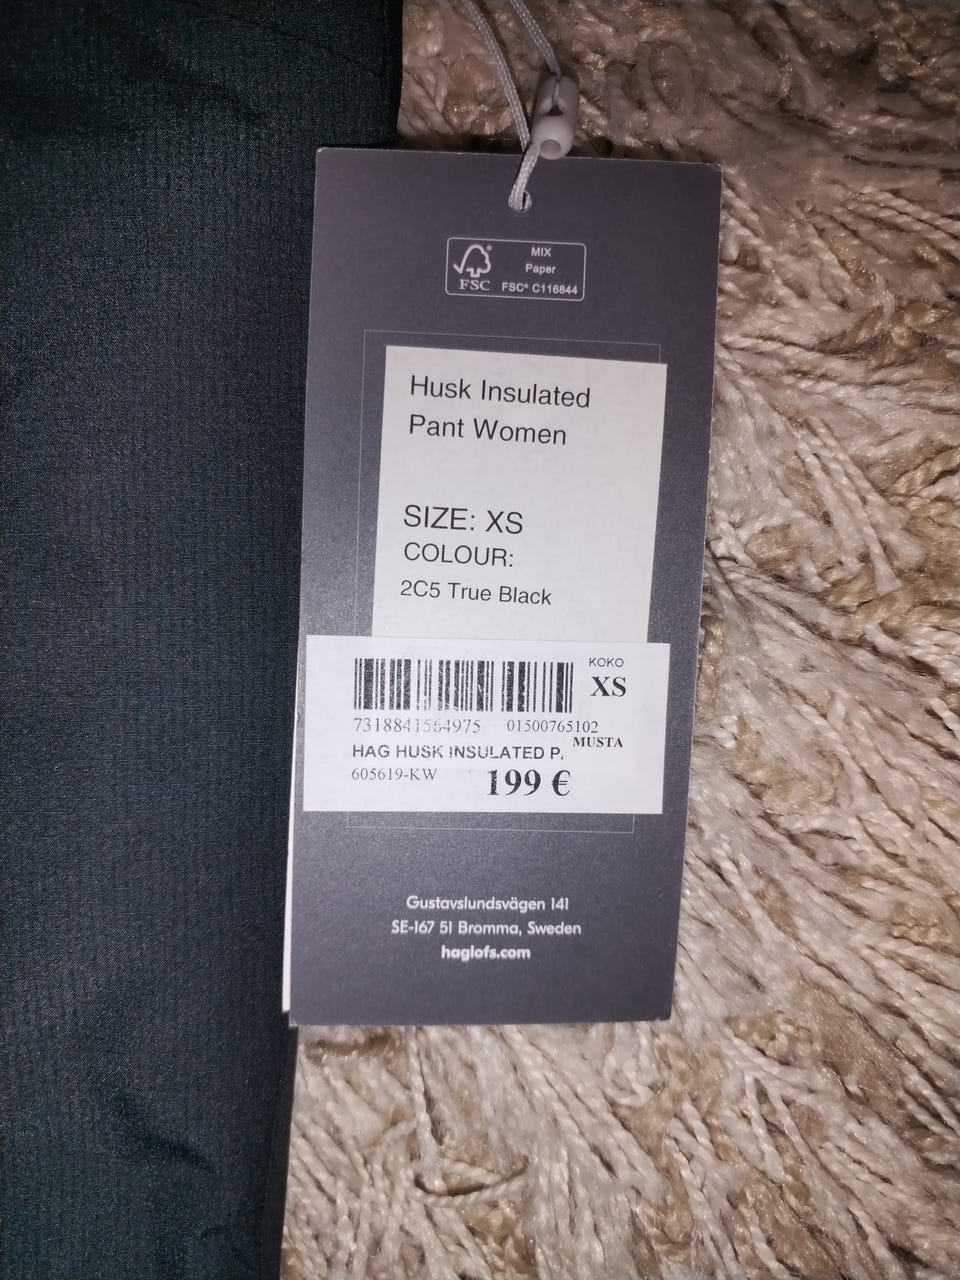 MIX
Paper
FSC® C116844
FSC
Husk Insulated
Pant Women
SIZE: XS
COLOUR:
2C5 True Black
KOKO
XS
7318841564975 01500765102
MUSTA
HAG HUSK INSULATED P,
605619-KW 199 €
Gustavslundsvägen 141
SE-167 51 Bromma, Sweden
haglofs.com